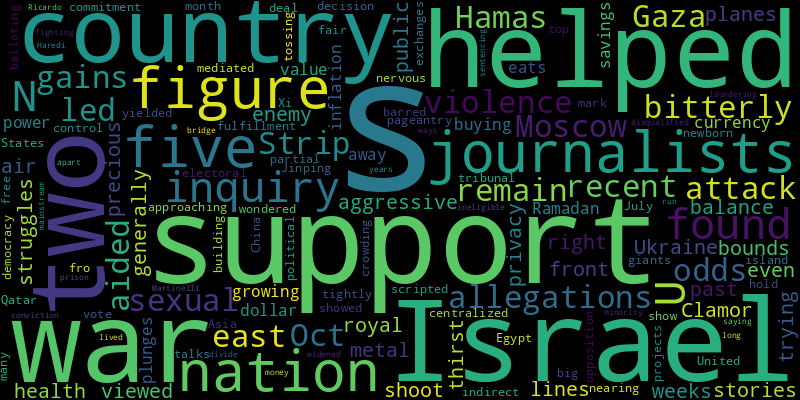 Ricardo
commitment
month
deal
decision
country
fighting
Haredi
balloting
tossing
fair
public
exchanges
helped
Hamas
top
sentencing
eats
savings
Gaza
planes
gains
mediated
value
nervous
figure
inflation
N
led
Xi
enemy
yielded
barred
violence
mark
laundering
bitterly
power
control
bridge
fulfillment
pageantry
buying
Moscow
disqualified
currency
newborn
States
two
apart
precious
five
Strip
partial
away
S
ways
journalists
air
electoral
Jinping
years
tribunal
free
mainstream
inquiry
remain
recent
attack
struggles
prison
aided
generally
approaching
wondered
aggressive
ineligible
Ramadan
July
run
balance
found
democracy
fro
building
China
political
crowding
support
privacy
right
Ukraine
bounds
giants
island
Qatar
conviction
Martinelli
growing
tightly
showed
scripted
front
odds
even
hold
vote
sexual
dollar
centralized
allegations
U
past
many
war
lived
plunges
Asia
east
Oct
royal
thirst
Israel
minority
opposition
show
Clamor
saying
trying
talks
divide
widened
metal
Egypt
projects
United
long
health
viewed
nation
money
shoot
indirect
big
lines
nearing
weeks
stories